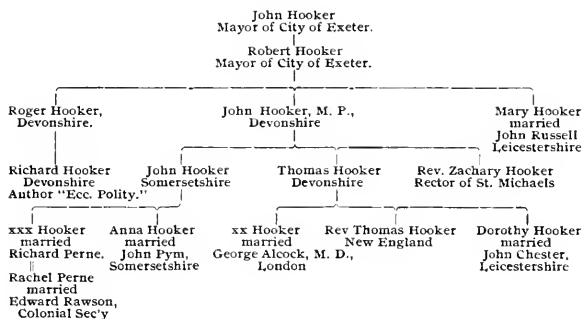 John Hooker
Mayor of City of Exeter.
Robert Hooker
Mayor of City of Exeter.
Roger Hooker,
Devonshire.
John Hooker, M. P.,
Devonshire
Mary Hooker
married
John Russell
Leicestershire
Richard Hooker
Devonshire
Author "Ecc. Polity."
John Hooker
Somersetshire
Thomas Hooker
Devonshire
Rev. Zachary Hooker
Rector of St. Michaels
xxx Hooker
married
Richard Perne.
Rachel Perne
married
Edward Rawson,
Colonial Sec'y
Anna Hooker
married
John Pym,
Somersetshire
xx Hooker
married
George Alcock, M. D.,
London
Rev Thomas Hooker
New England
Dorothy Hooker
married
John Chester,
Leicestershire